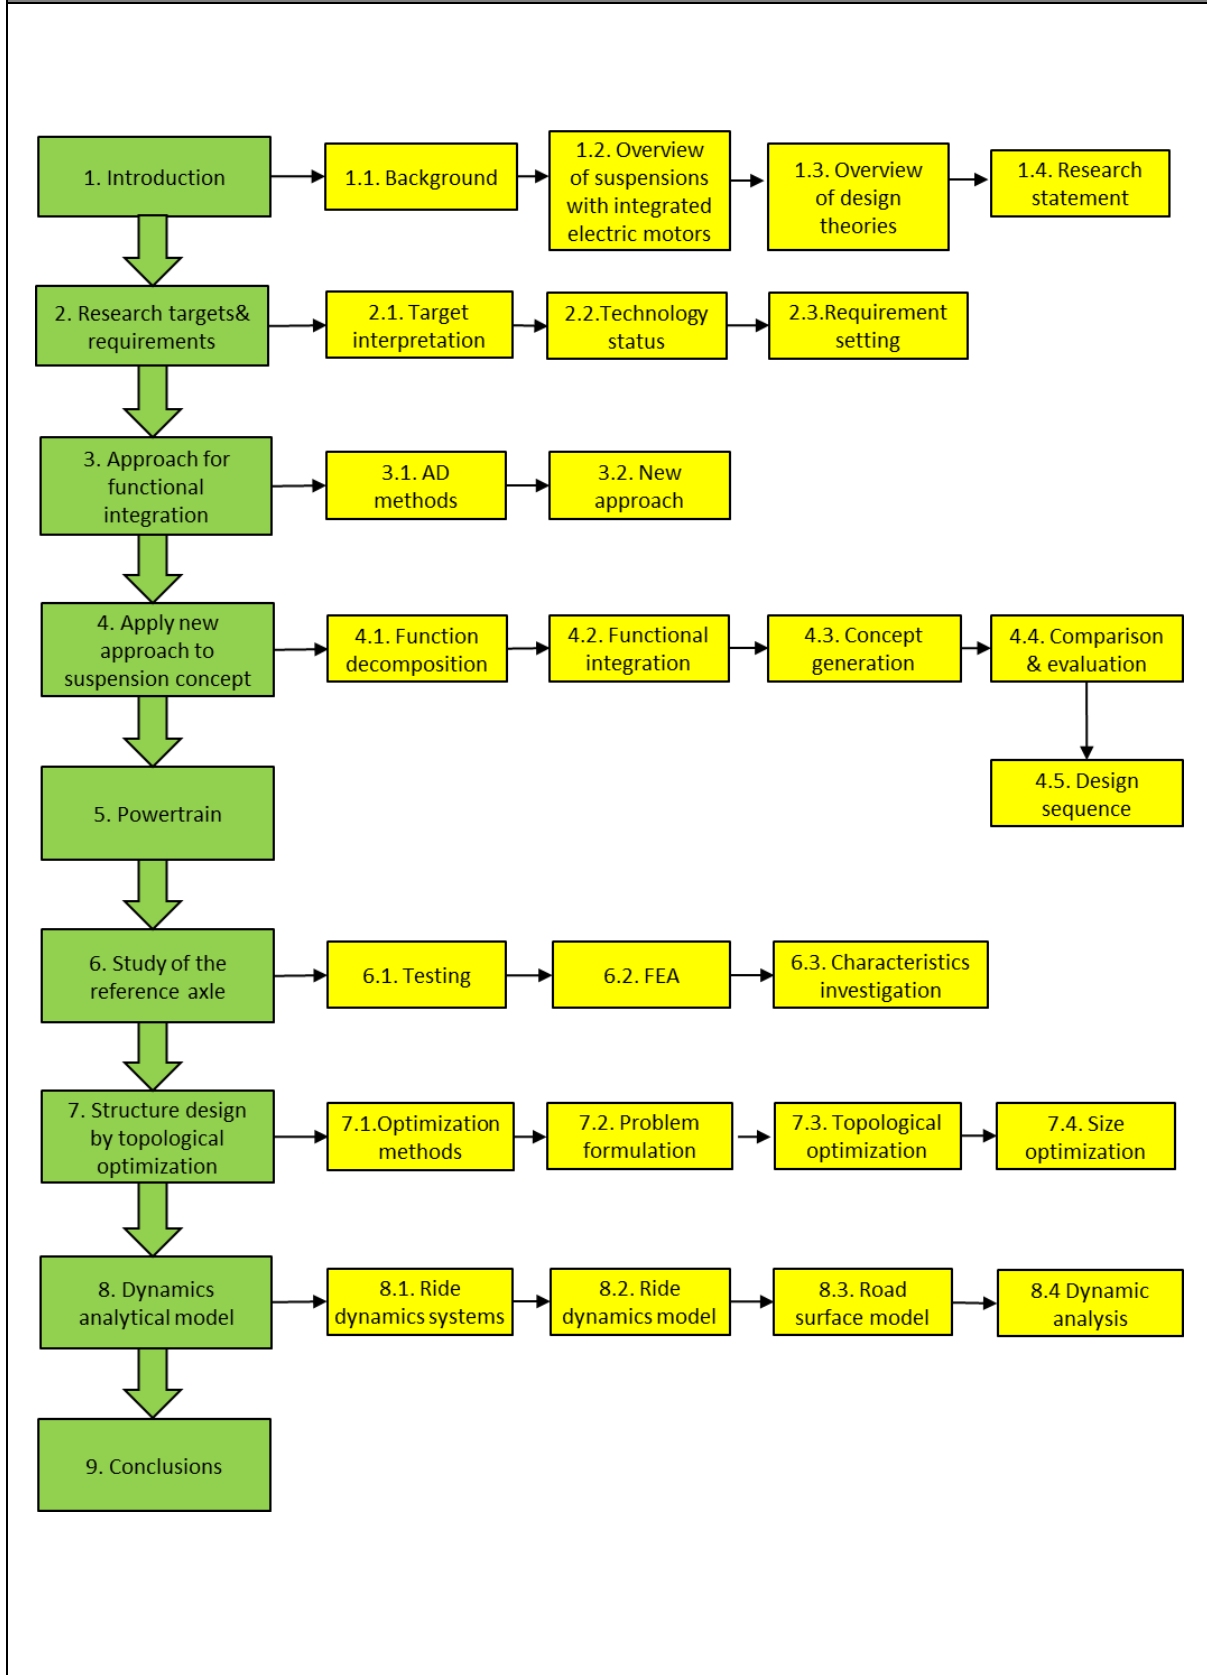 1. Introduction
1.1. Background
1.2. Overview
of suspensions
with integrated
electric motors
1.3. Overview
of design
theories
1.4. Research
statement
2. Research targets&
requirements
2.1. Target
interpretation
2.2.Technology
status
2.3.Requirement
setting
3. Approach for
functional
integration
3.1. AD
methods
3.2. New
approach
4. Apply new
approach to
suspension concept
4.1. Function
decomposition
4.2. Functional
integration
4.3. Concept
generation
4.4. Comparison
& evaluation
4.5. Design
sequence
5. Powertrain
6. Study of the
reference axle
6.1. Testing
6.2. FEA
6.3. Characteristics
investigation
7. Structure design
by topological
optimization
7.1.Optimization
methods
7.2. Problem
formulation
7.3. Topological
optimization
7.4. Size
optimization
8. Dynamics
analytical model
8.1. Ride
dynamics systems
8.2. Ride
dynamics model
8.3. Road
surface model
8.4 Dynamic
analysis
9. Conclusions